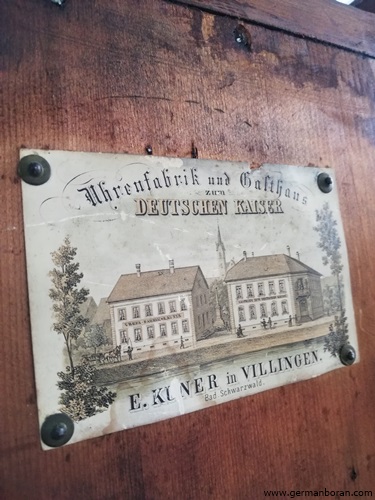 Uhrenfabrik und Gasthaus
zum
DEUTSCHEN KAISER
E. KUNER in VILLINGEN.
Bad. Schwarzwald.
www.germanboran.com